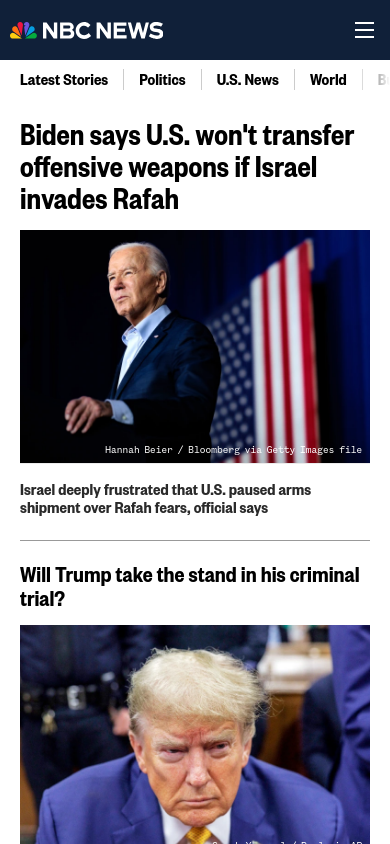 NBC NEWS
Latest Stories
Politics
U.S. News
World
Biden says U.S. won't transfer
offensive weapons if Israel
invades Rafah
Hannah Beier / Bloomberg via Getty Images file
Israel deeply frustrated that U.S. paused arms
shipment over Rafah fears, official says
Will Trump take the stand in his criminal
trial?